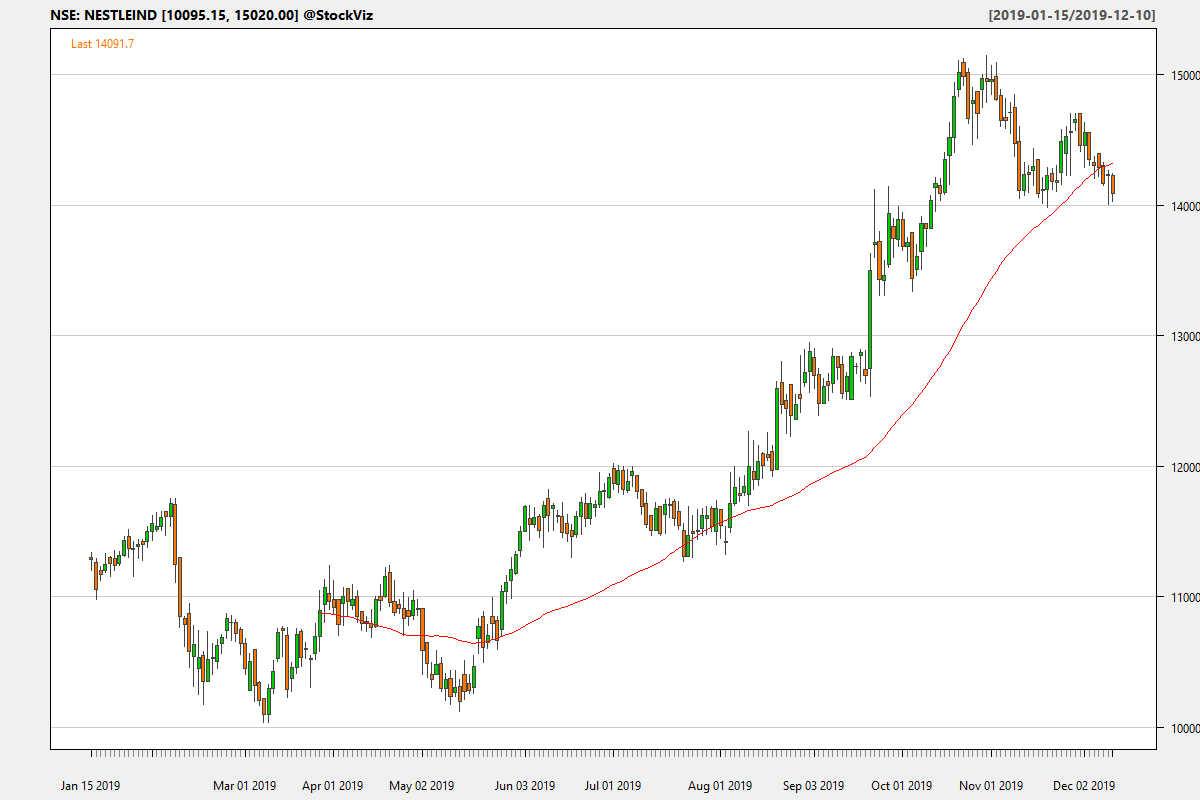 NSE: NESTLEIND [10095.15, 15020.00] @StockViz [2019-01-15/2019-12-10]
Last 14091.7
15000
14000
13000
12000
11000
10000
Jan 15 2019 Mar 01 2019 Apr 01 2019 May 02 2019 Jun 03 2019 Jul 01 2019 Aug 01 2019 Sep 03 2019 Oct 01 2019 Nov 01 2019 Dec 02 2019